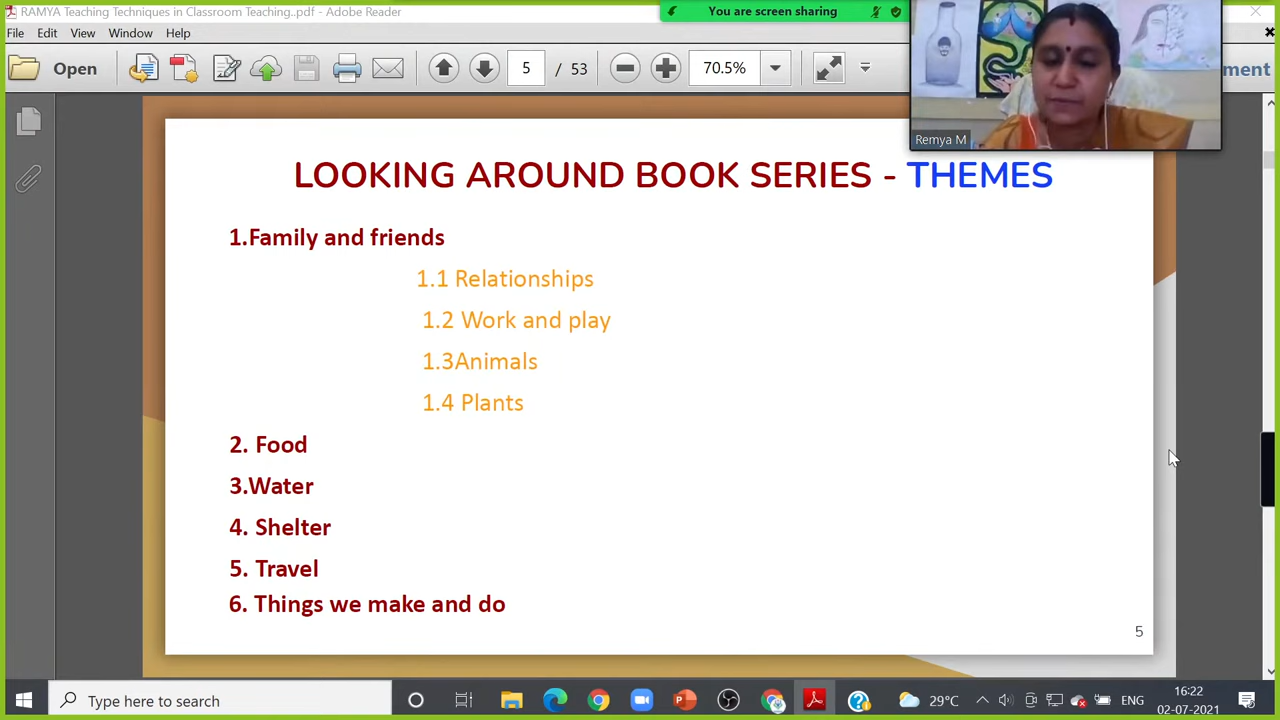 RAMYA Teaching Techniques in Classroom Teaching..pdf - Adobe Reader
You are screen sharing
File Edit View Window Help
Open
5 / 53
70.5%
ment
Remya M
LOOKING AROUND BOOK SERIES - THEMES
1.Family and friends
1.1 Relationships
1.2 Work and play
1.3Animals
1.4 Plants
2. Food
3.Water
4. Shelter
5. Travel
6. Things we make and do
5
Type here to search
29°C
ENG
16:22
02-07-2021